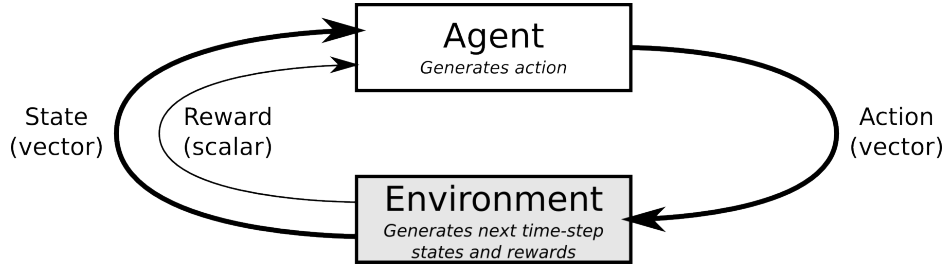 Agent
Generates action
State
(vector)
Reward
(scalar)
Action
(vector)
Environment
Generates next time-step
states and rewards